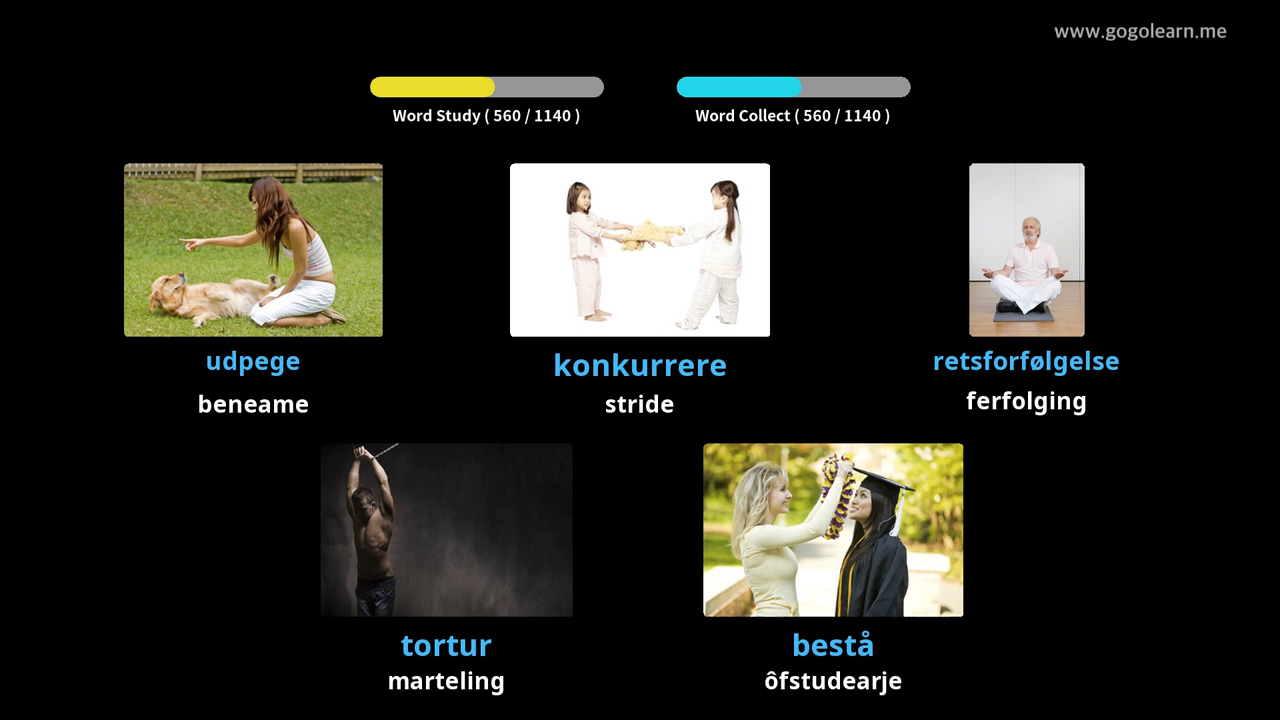 www.gogolearn.me
Word Study ( 560 / 1140 )
Word Collect ( 560 / 1140 )
udpege
beneame
konkurrere
stride
retsforfølgelse
ferfolging
tortur
marteling
bestå
ôfstudearje